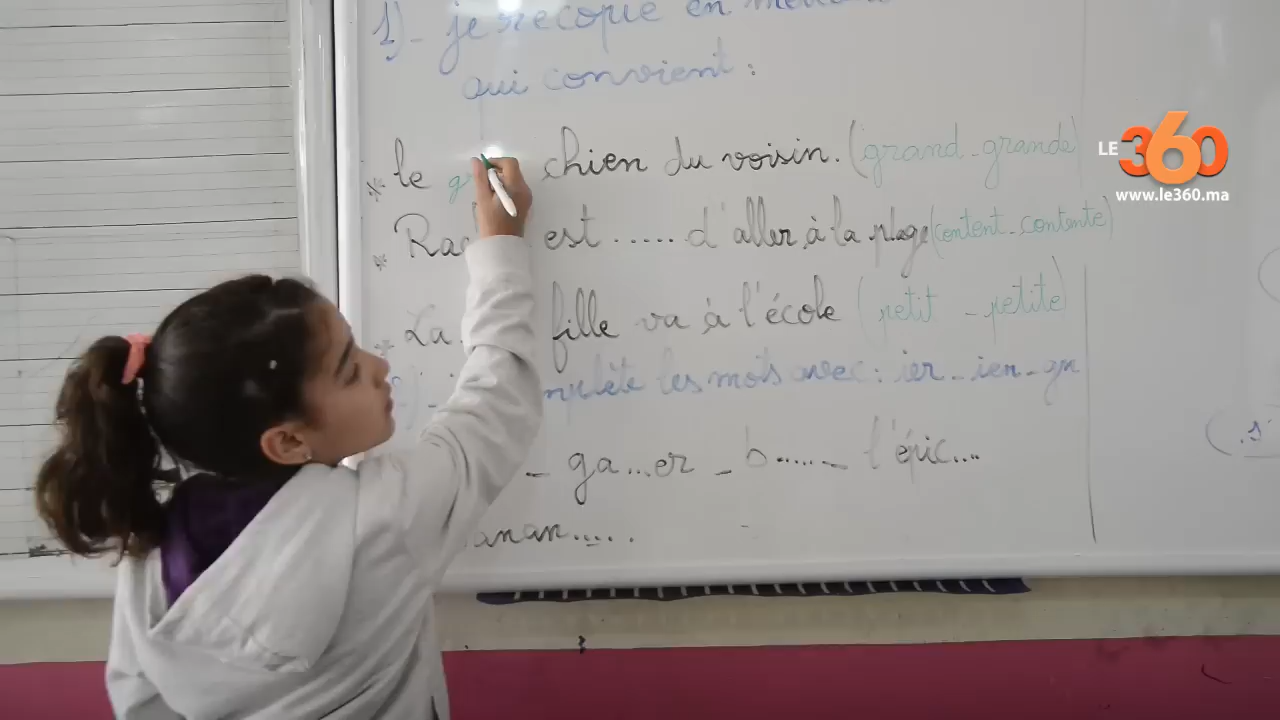 1)- je recopie en
qui convient :
* le g chien du voisin. (grand - grande)
* est ..... d'aller à la plage (content - contente)
* La fille va à l'école (petit - petite)
les mots avec : ier - ien - gn
- ga...er - b..... - l'épic....
anan.....
LE 360
www.le360.ma